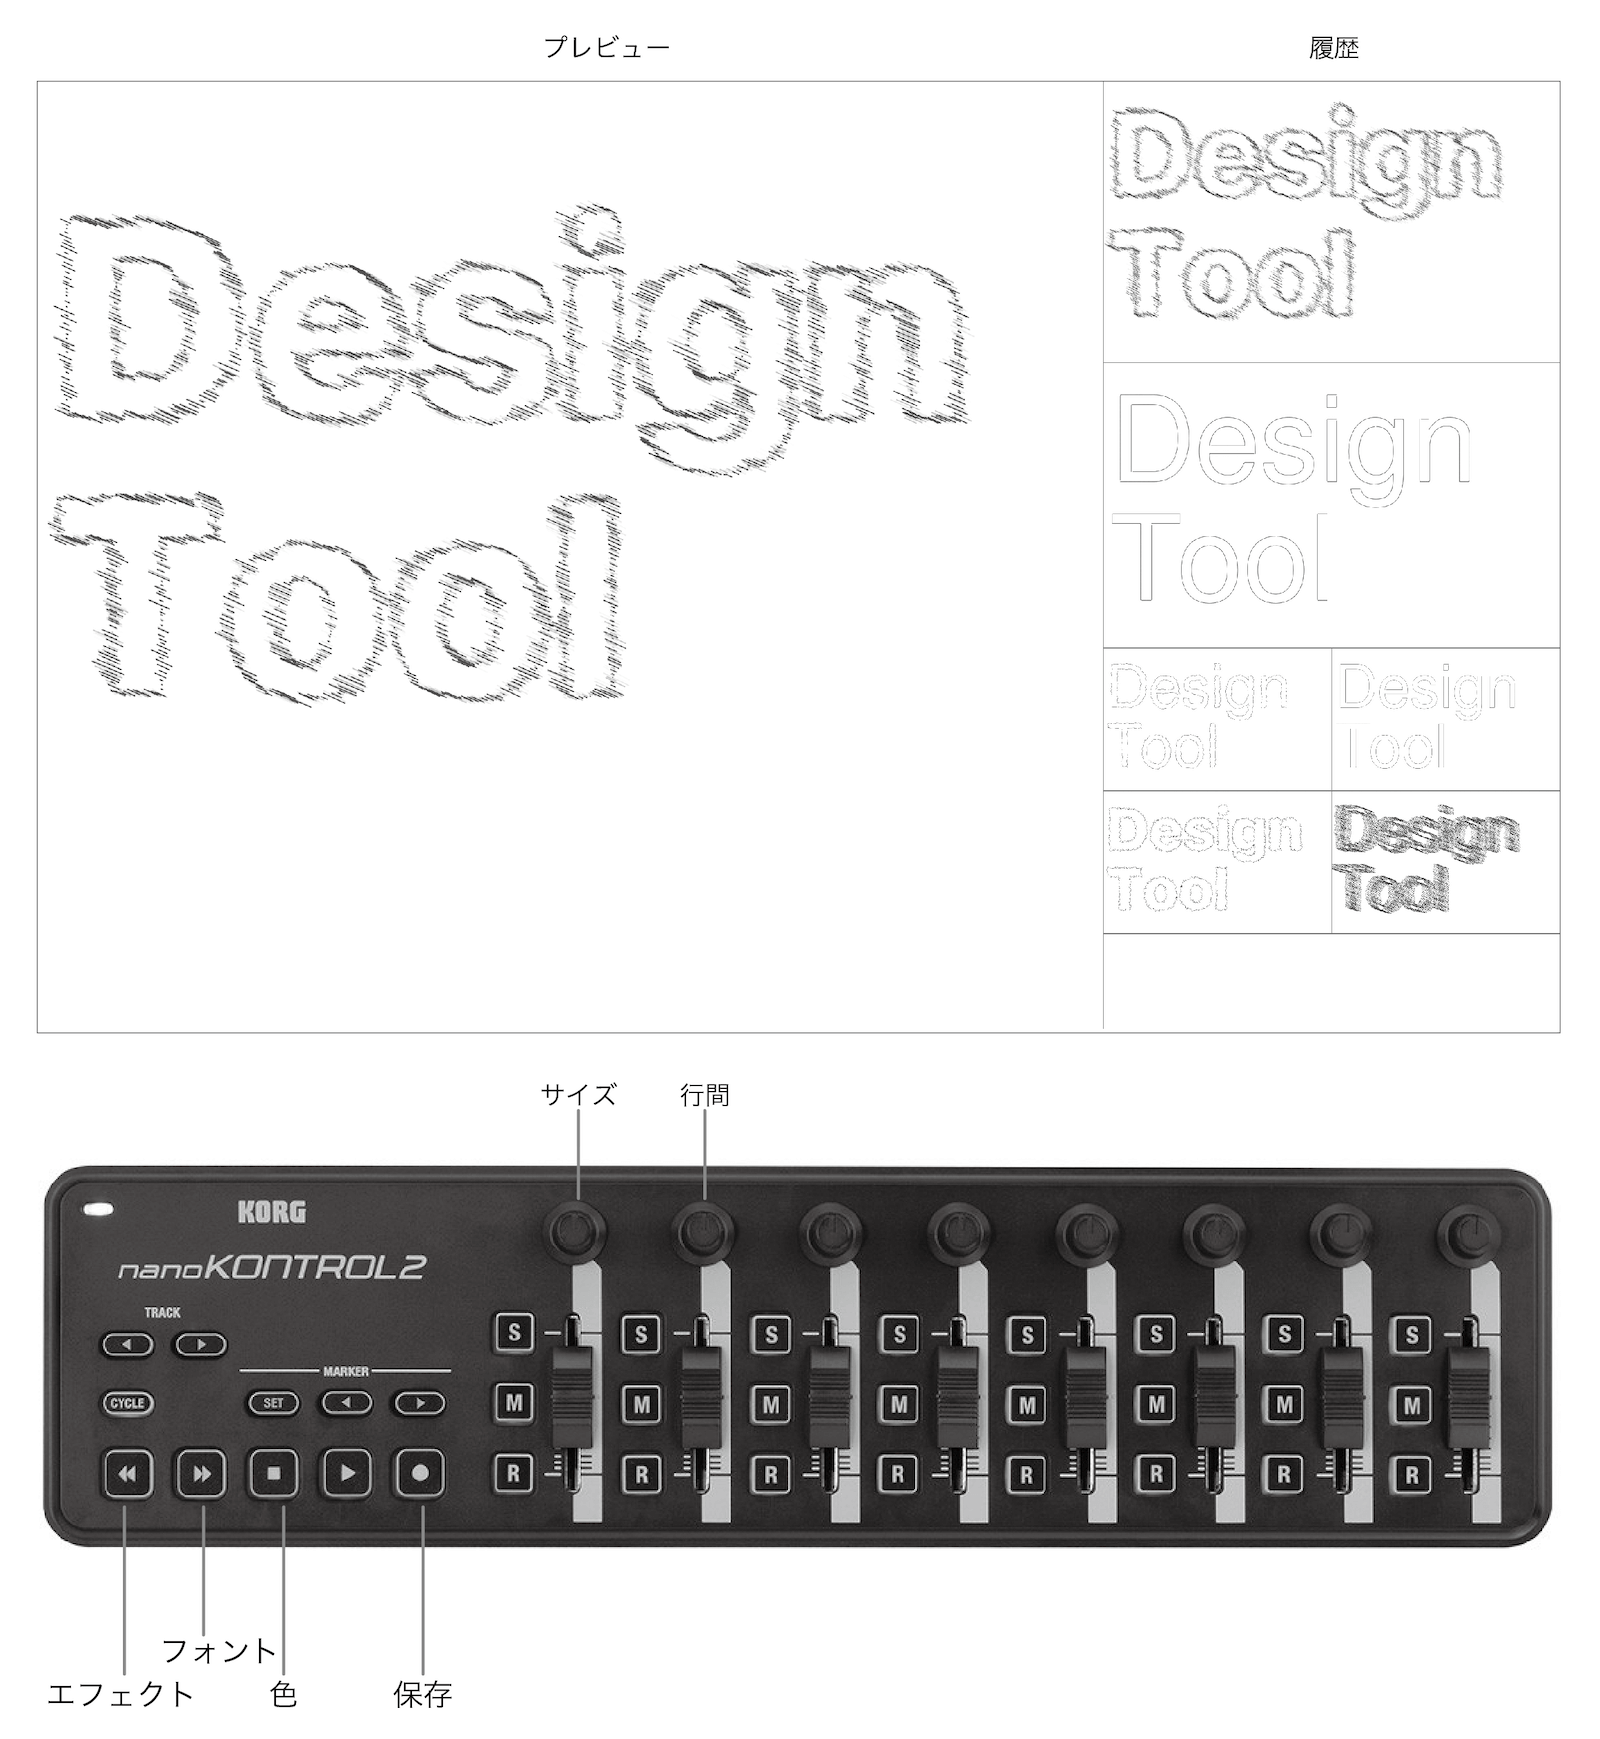 プレビュー
履歴
Design
Tool
Design
Tool
Design
Tool
Design
Tool
Design
Tool
Design
Tool
Design
Tool
サイズ
行間
KORG
nanoKONTROL2
TRACK
S S S S S S S S
MARKER
CYCLE
SET
M M M M M M M M
R R R R R R R R
フォント
エフェクト
色
保存